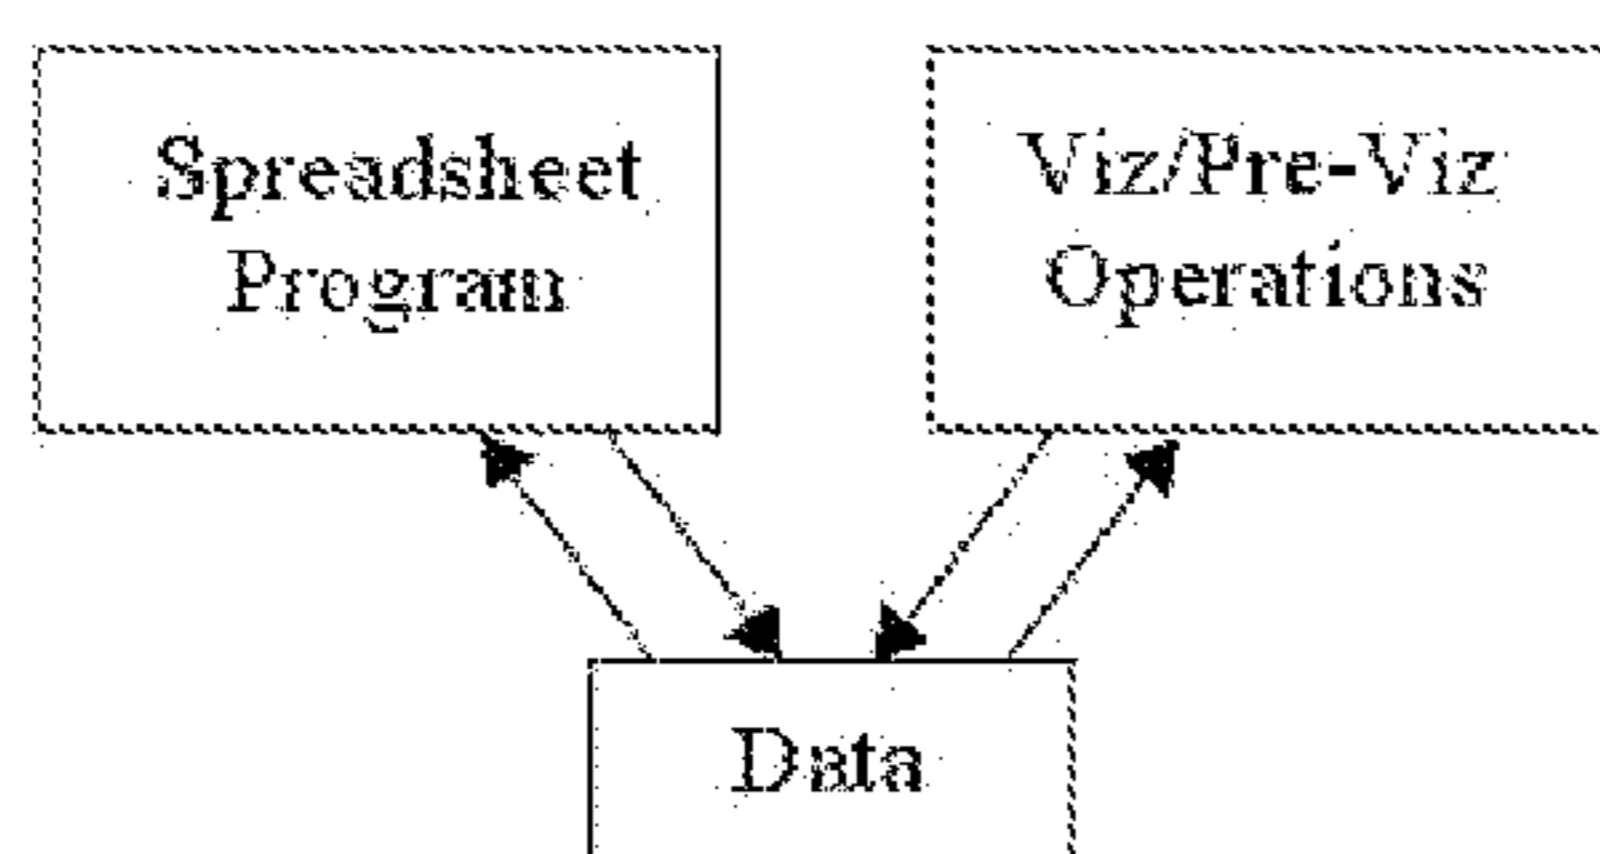 Spreadsheet
Program
Viz/Pre-Viz
Operations
Data